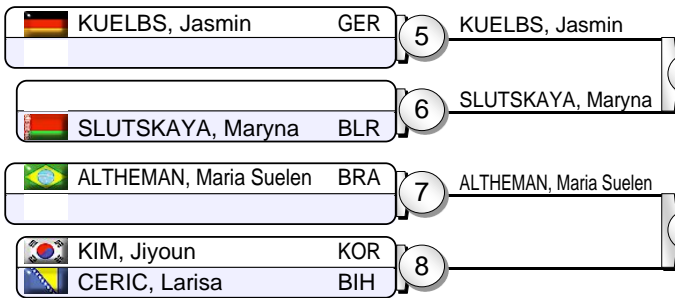 KUELBS, Jasmin GER 5 KUELBS, Jasmin
SLUTSKAYA, Maryna
6
SLUTSKAYA, Maryna BLR
ALTHEMAN, Maria Suelen BRA 7 ALTHEMAN, Maria Suelen
KIM, Jiyoun KOR
8
CERIC, Larisa BIH